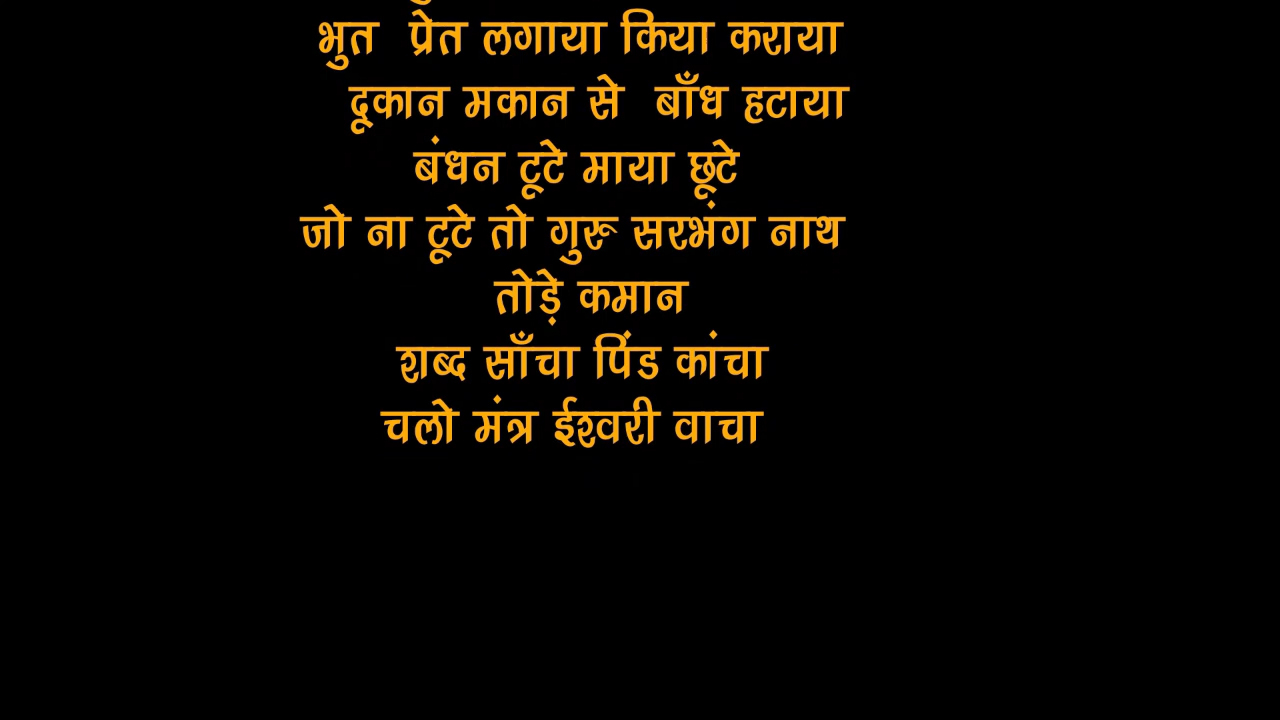 भुत प्रेत लगाया किया कराया
दूकान मकान से बाँध हटाया
बंधन टूटे माया छूटे
जो ना टूटे तो गुरू सरभंग नाथ
तोड़े कमान
शब्द साँचा पिंड कांचा
चलो मंत्र ईश्वरी वाचा